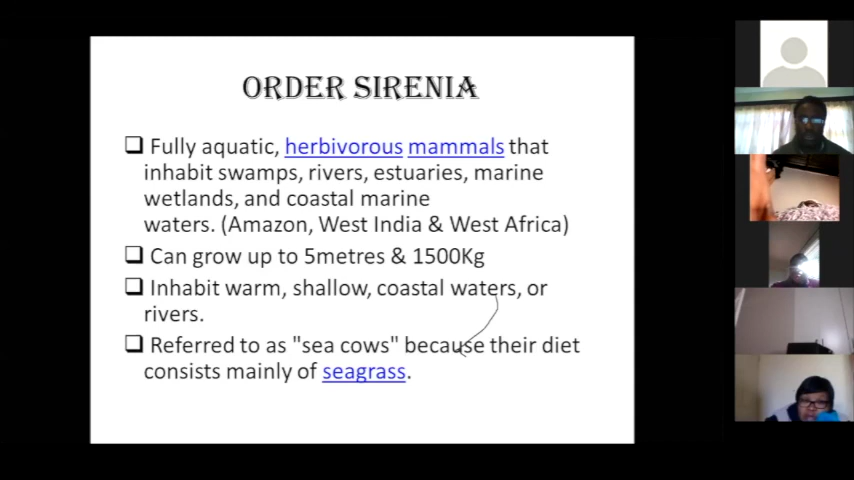 ORDER SIRENIA
❑ Fully aquatic, herbivorous mammals that
inhabit swamps, rivers, estuaries, marine
wetlands, and coastal marine
waters. (Amazon, West India & West Africa)
❑ Can grow up to 5metres & 1500Kg
❑ Inhabit warm, shallow, coastal waters, or
rivers.
❑ Referred to as "sea cows" because their diet
consists mainly of seagrass.